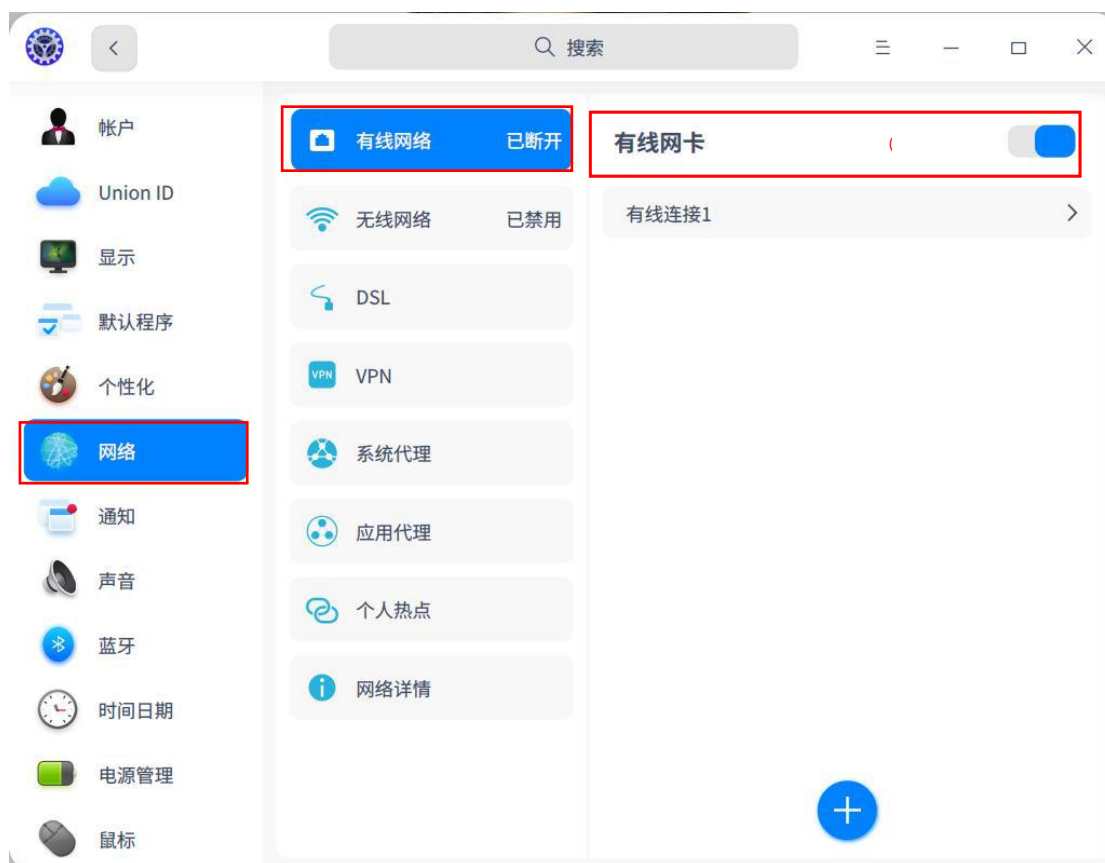 搜索
帐户
Union ID
显示
默认程序
个性化
网络
通知
声音
蓝牙
时间日期
电源管理
鼠标
有线网络 已断开
无线网络 已禁用
DSL
VPN VPN
系统代理
应用代理
个人热点
网络详情
有线网卡 (
有线连接1